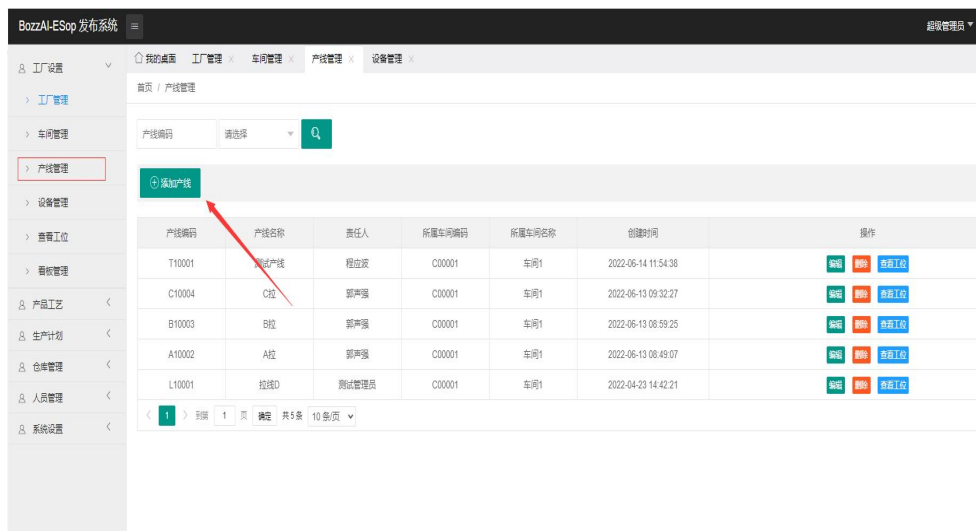 BozzAI-ESop 发布系统
超级管理员
工厂设置
工厂管理
车间管理
产线管理
设备管理
查看工位
看板管理
产品工艺
生产计划
仓库管理
人员管理
系统设置
我的桌面 工厂管理 车间管理 产线管理 设备管理
首页 / 产线管理
产线编码 请选择
添加产线
产线编码 产线名称 责任人 所属车间编码 所属车间名称 创建时间 操作
T10001 测试产线 程应波 C00001 车间1 2022-06-14 11:54:38 编辑 删除 查看工位
C10004 C拉 郭声强 C00001 车间1 2022-06-13 09:32:27 编辑 删除 查看工位
B10003 B拉 郭声强 C00001 车间1 2022-06-13 08:59:25 编辑 删除 查看工位
A10002 A拉 郭声强 C00001 车间1 2022-06-13 08:49:07 编辑 删除 查看工位
L10001 拉线D 测试管理员 C00001 车间1 2022-04-23 14:42:21 编辑 删除 查看工位
1 到第 1 页 确定 共5条 10条/页